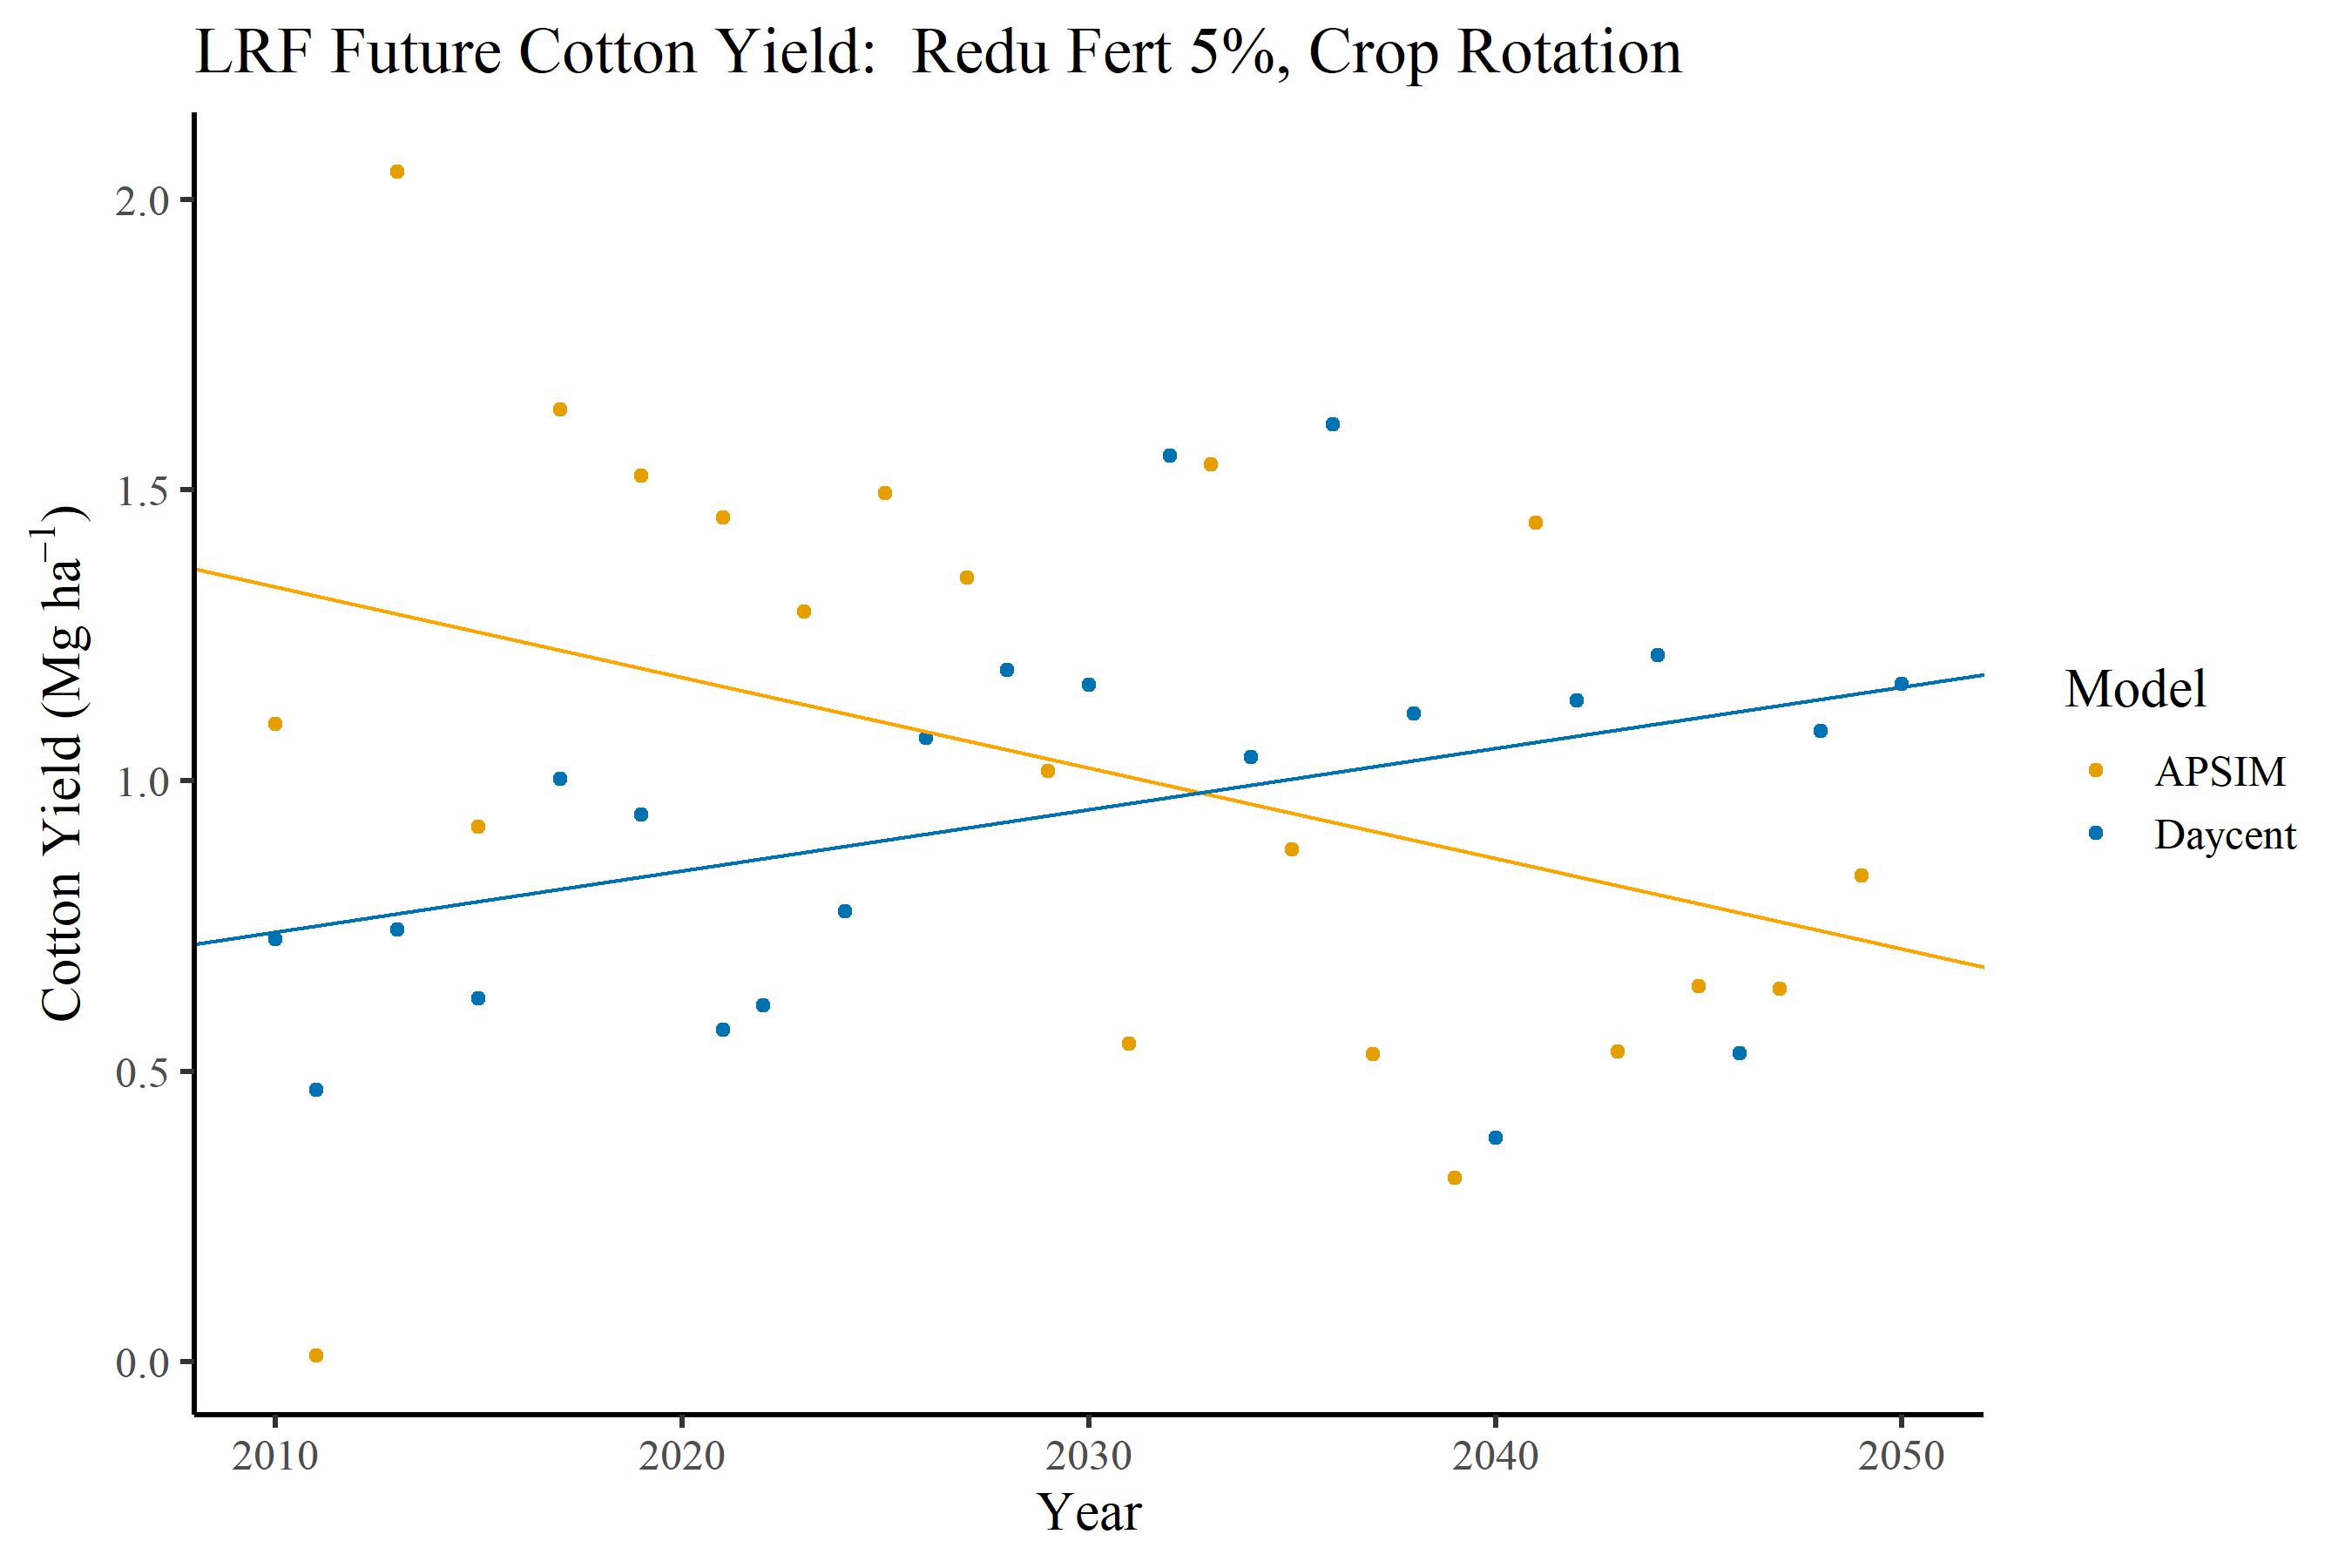 LRF Future Cotton Yield:  Redu Fert 5%, Crop Rotation
Cotton Yield (Mg ha⁻¹)
2.0
1.5
1.0
0.5
0.0
2010 2020 2030 2040 2050
Year
Model
APSIM
Daycent